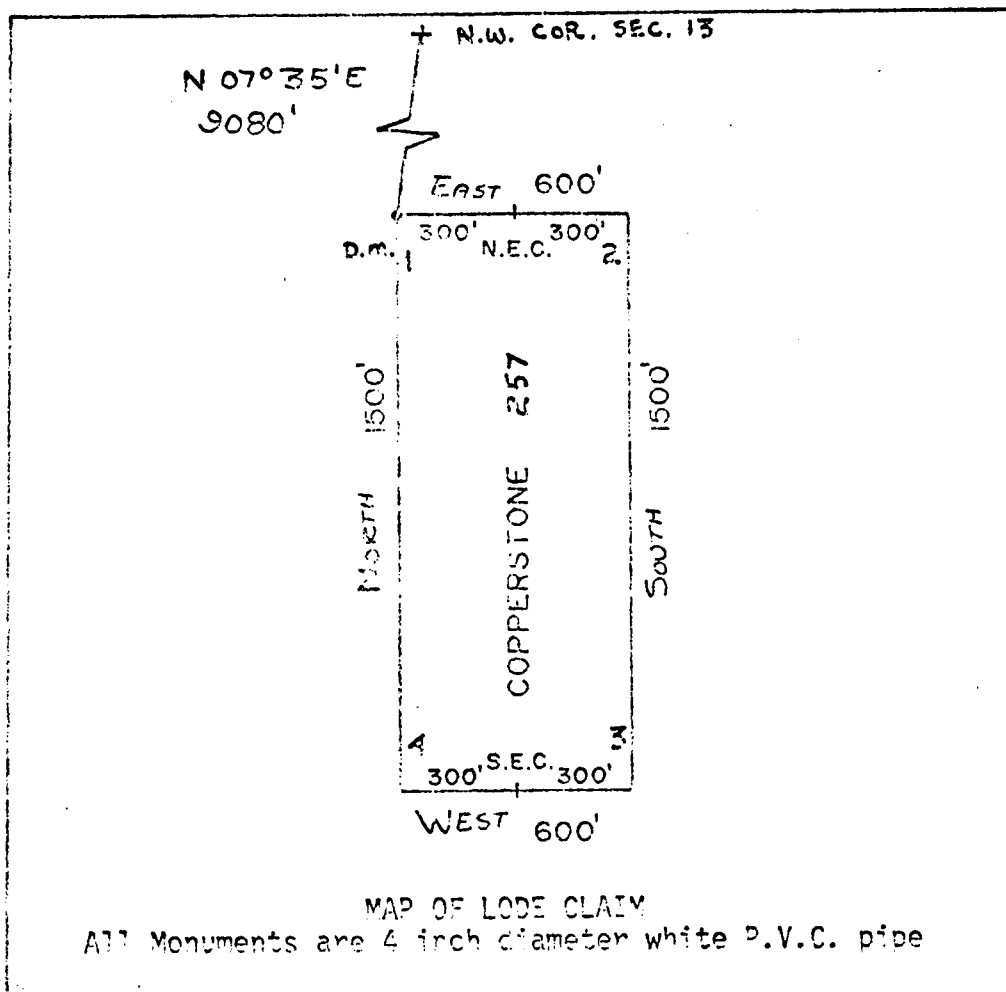 N.W. COR. SEC. 13
N 07° 35' E
9080'
EAST 600'
300' 300'
D.M. 1 N.E.C. 2
NORTH 1500'
COPPERSTONE 257
SOUTH 1500'
4 3
300' S.E.C. 300'
WEST 600'
MAP OF LODE CLAIM
All Monuments are 4 inch diameter white P.V.C. pipe